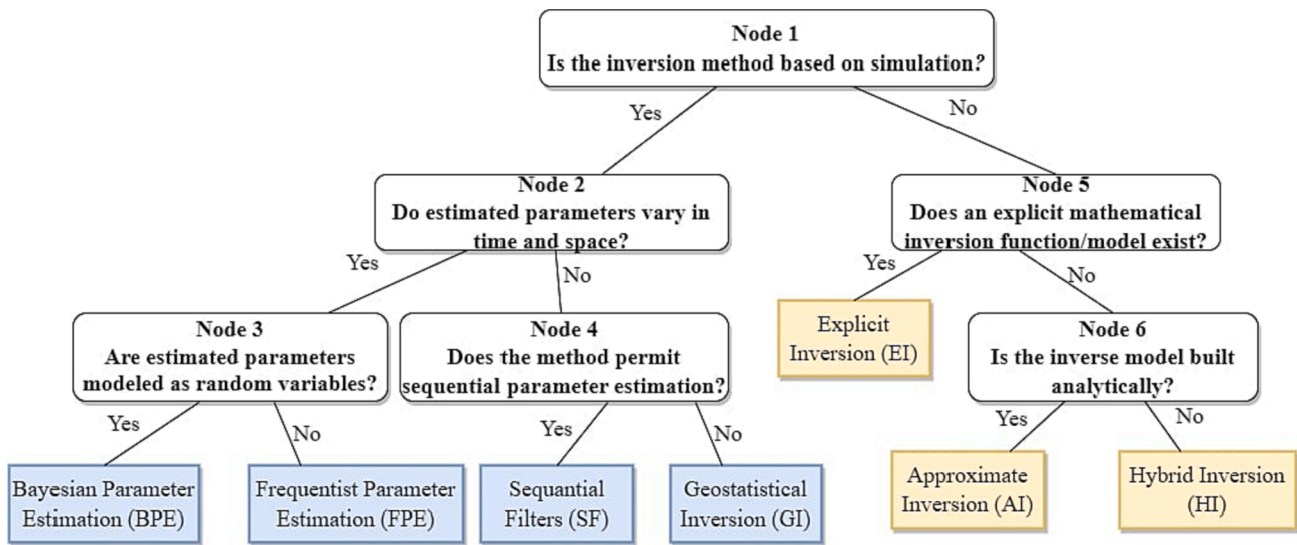 Node 1
Is the inversion method based on simulation?
Yes
No
Node 2
Do estimated parameters vary in
time and space?
Node 5
Does an explicit mathematical
inversion function/model exist?
Yes
No
Yes
No
Node 3
Are estimated parameters
modeled as random variables?
Node 4
Does the method permit
sequential parameter estimation?
Explicit
Inversion (EI)
Node 6
Is the inverse model built
analytically?
Yes
No
Yes
No
Yes
No
Bayesian Parameter
Estimation (BPE)
Frequentist Parameter
Estimation (FPE)
Sequantial
Filters (SF)
Geostatistical
Inversion (GI)
Approximate
Inversion (AI)
Hybrid Inversion
(HI)